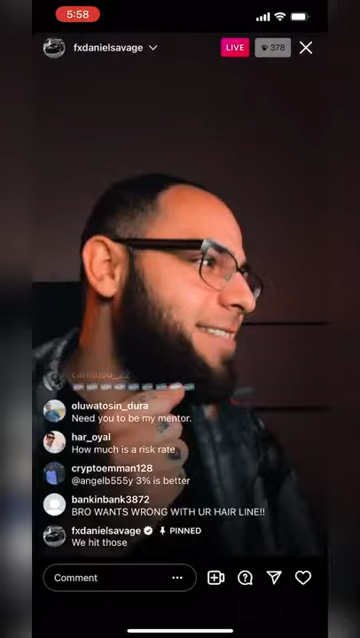 5:58
fxdanielsavage
LIVE
378
carlitood_22
oluwatosin_dura
Need you to be my mentor.
har_oyal
How much is a risk rate
cryptoemman128
@angelb555y 3% is better
bankinbank3872
BRO WANTS WRONG WITH UR HAIR LINE!!
fxdanielsavage PINNED
We hit those
Comment